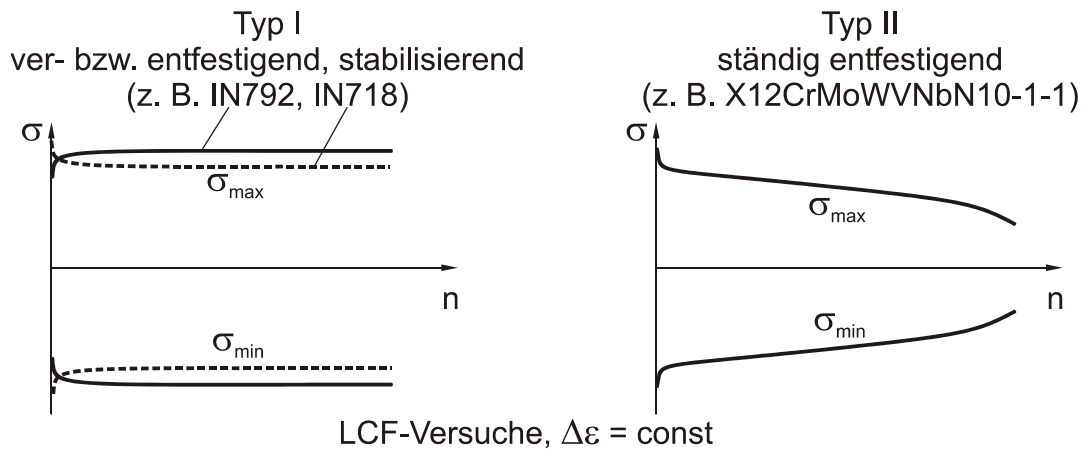 Typ I
ver- bzw. entfestigend, stabilisierend
(z. B. IN792, IN718)
σ
σmax
n
σmin
Typ II
ständig entfestigend
(z. B. X12CrMoWVNbN10-1-1)
σ
σmax
n
σmin
LCF-Versuche, Δε = const